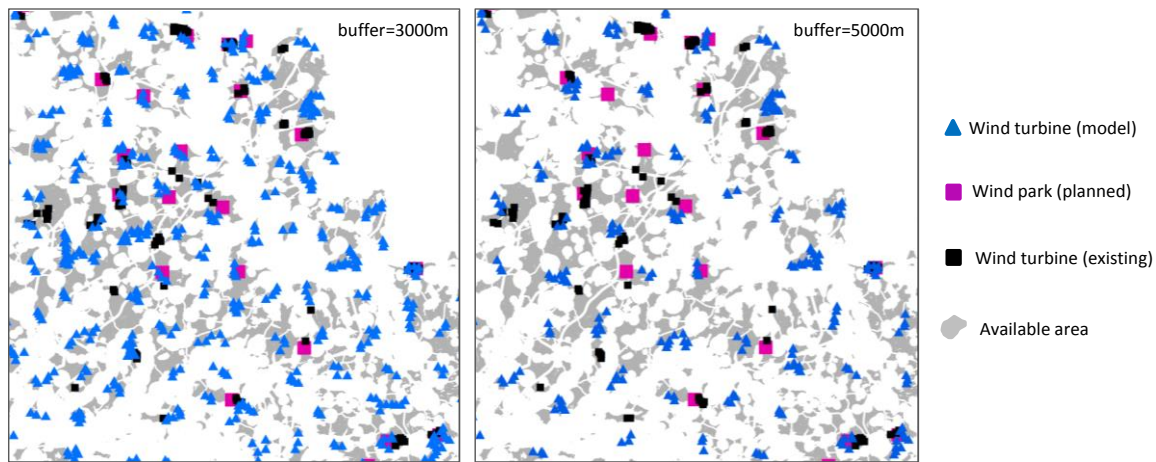 buffer=3000m
buffer=5000m
Wind turbine (model)
Wind park (planned)
Wind turbine (existing)
Available area